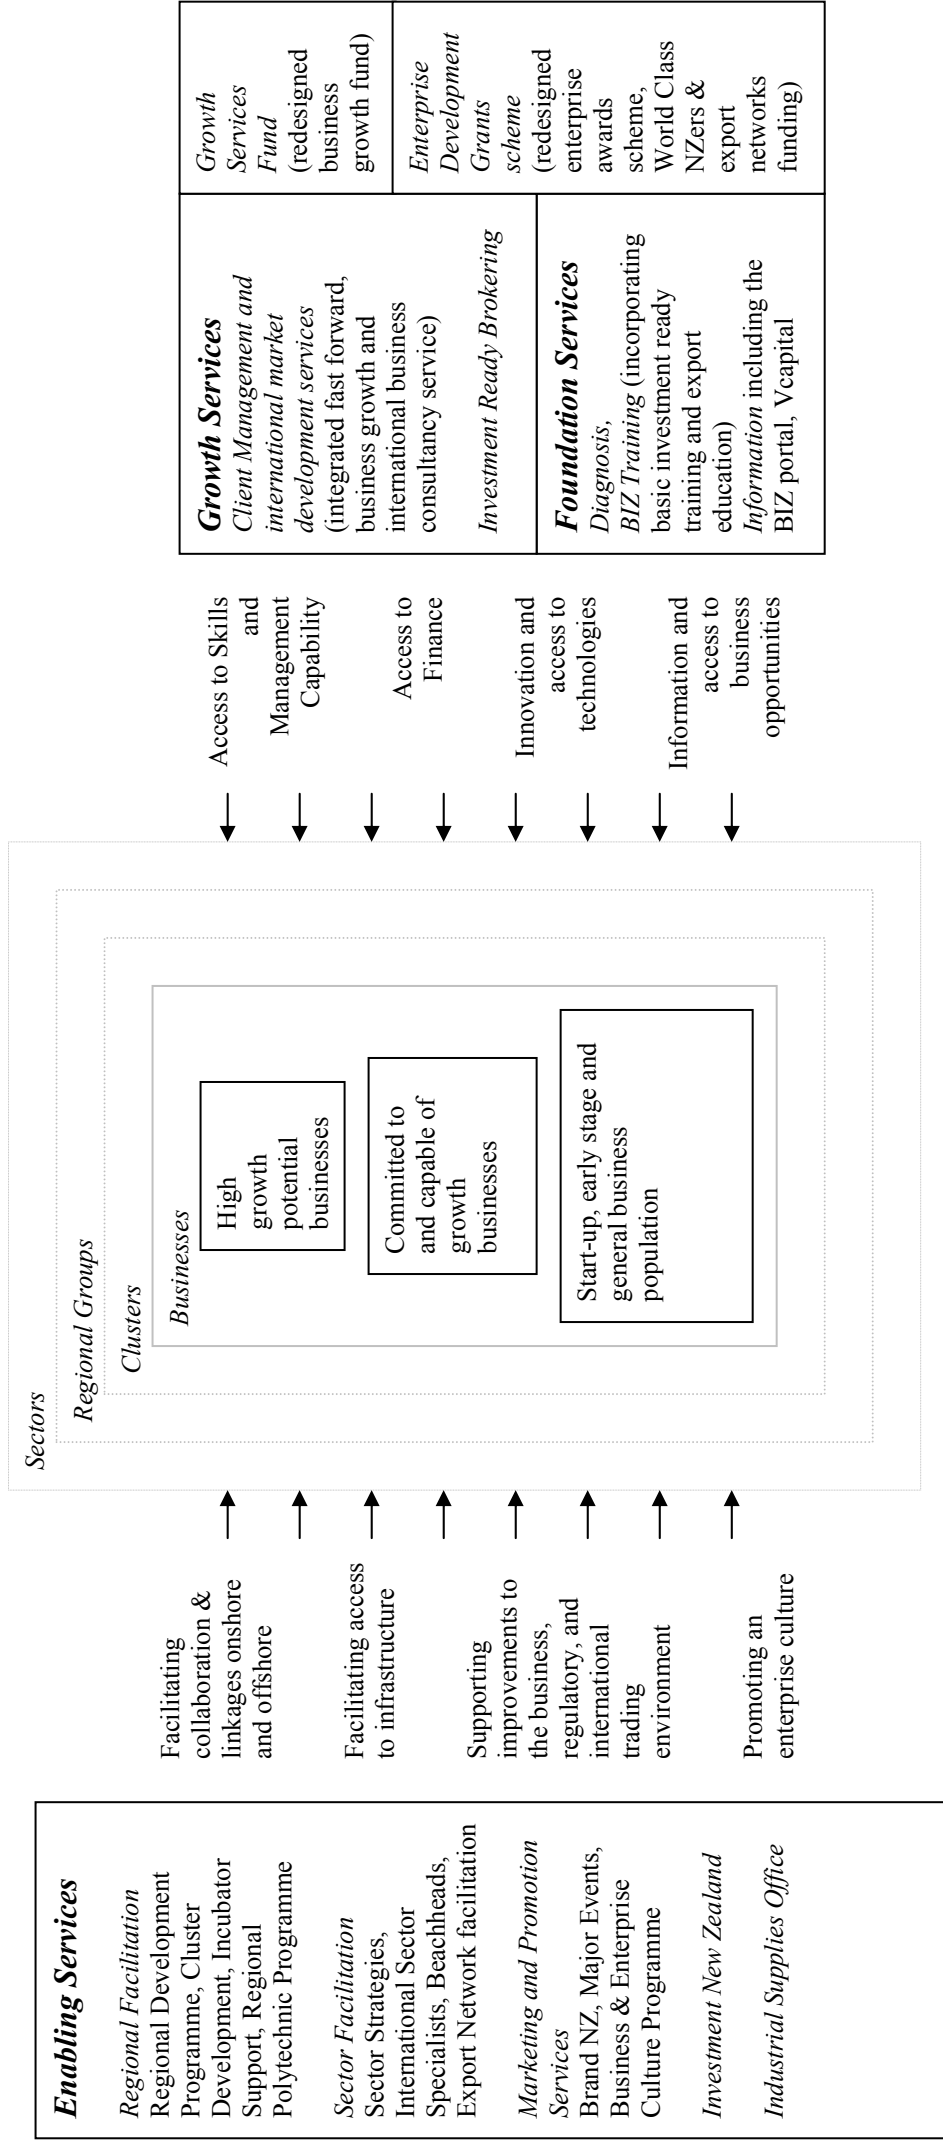 Enabling Services
Regional Facilitation
Regional Development
Programme, Cluster
Development, Incubator
Support, Regional
Polytechnic Programme
Sector Facilitation
Sector Strategies,
International Sector
Specialists, Beachheads,
Export Network facilitation
Marketing and Promotion
Services
Brand NZ, Major Events,
Business & Enterprise
Culture Programme
Investment New Zealand
Industrial Supplies Office
Facilitating
collaboration &
linkages onshore
and offshore
Facilitating access
to infrastructure
Supporting
improvements to
the business,
regulatory, and
international
trading
environment
Promoting an
enterprise culture
Sectors
Regional Groups
Clusters
Businesses
High
growth
potential
businesses
Committed to
and capable of
growth
businesses
Start-up, early stage and
general business
population
Access to Skills
and
Management
Capability
Access to
Finance
Innovation and
access to
technologies
Information and
access to
business
opportunities
Growth Services
Client Management and
international market
development services
(integrated fast forward,
business growth and
international business
consultancy service)
Investment Ready Brokering
Foundation Services
Diagnosis,
BIZ Training (incorporating
basic investment ready
training and export
education)
Information including the
BIZ portal, Vcapital
Growth
Services
Fund
(redesigned
business
growth fund)
Enterprise
Development
Grants
scheme
(redesigned
enterprise
awards
scheme,
World Class
NZers &
export
networks
funding)